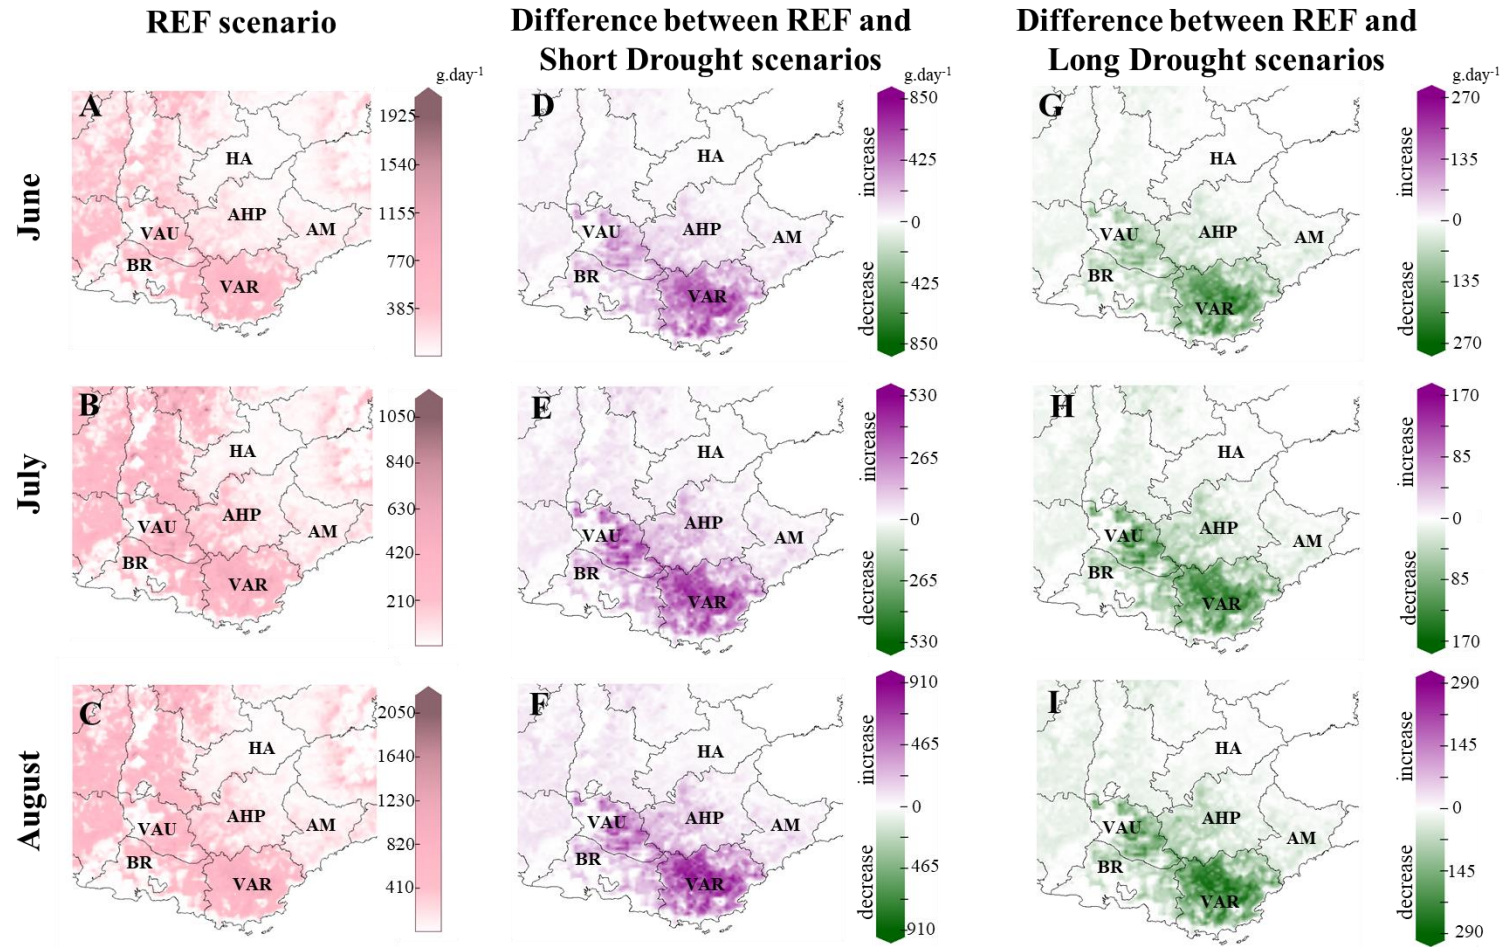 REF scenario
Difference between REF and
Short Drought scenarios
Difference between REF and
Long Drought scenarios
g.day-1
g.day-1
g.day-1
June
A
HA
AHP
VAU
AM
BR
VAR
1925
1540
1155
770
385
D
HA
VAU
AHP
AM
BR
VAR
increase
decrease
850
425
0
425
850
G
HA
VAU
AHP
AM
BR
VAR
increase
decrease
270
135
0
135
270
July
B
HA
AHP
VAU
AM
BR
VAR
1050
840
630
420
210
E
HA
AHP
VAU
AM
BR
VAR
increase
decrease
530
265
0
265
530
H
HA
AHP
VAU
AM
BR
VAR
increase
decrease
170
85
0
85
170
August
C
HA
AHP
VAU
AM
BR
VAR
2050
1640
1230
820
410
F
HA
AHP
VAU
AM
BR
VAR
increase
decrease
910
465
0
465
910
I
HA
AHP
VAU
AM
BR
VAR
increase
decrease
290
145
0
145
290